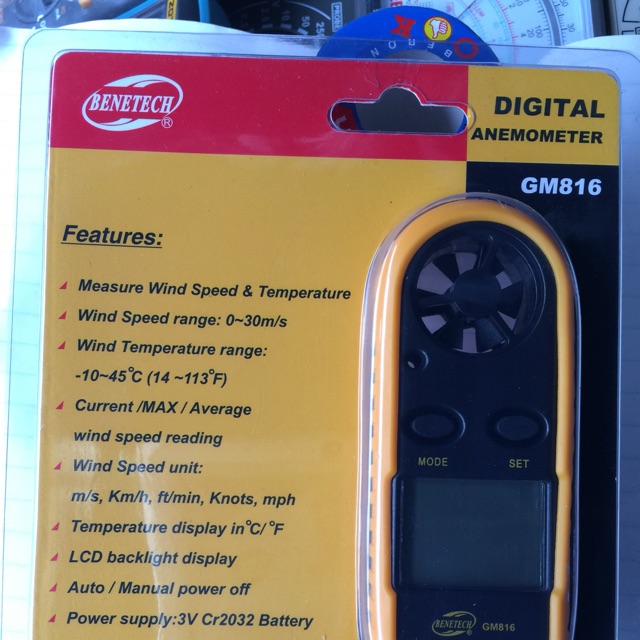 BENETECH®
DIGITAL
ANEMOMETER
GM816
Features:
Measure Wind Speed & Temperature
Wind Speed range: 0~30m/s
Wind Temperature range:
-10~45°C (14 ~113°F)
Current /MAX / Average
wind speed reading
Wind Speed unit:
m/s, Km/h, ft/min, Knots, mph
Temperature display in°C/ °F
LCD backlight display
Auto / Manual power off
Power supply:3V Cr2032 Battery
MODE
SET
BENETECH
GM816